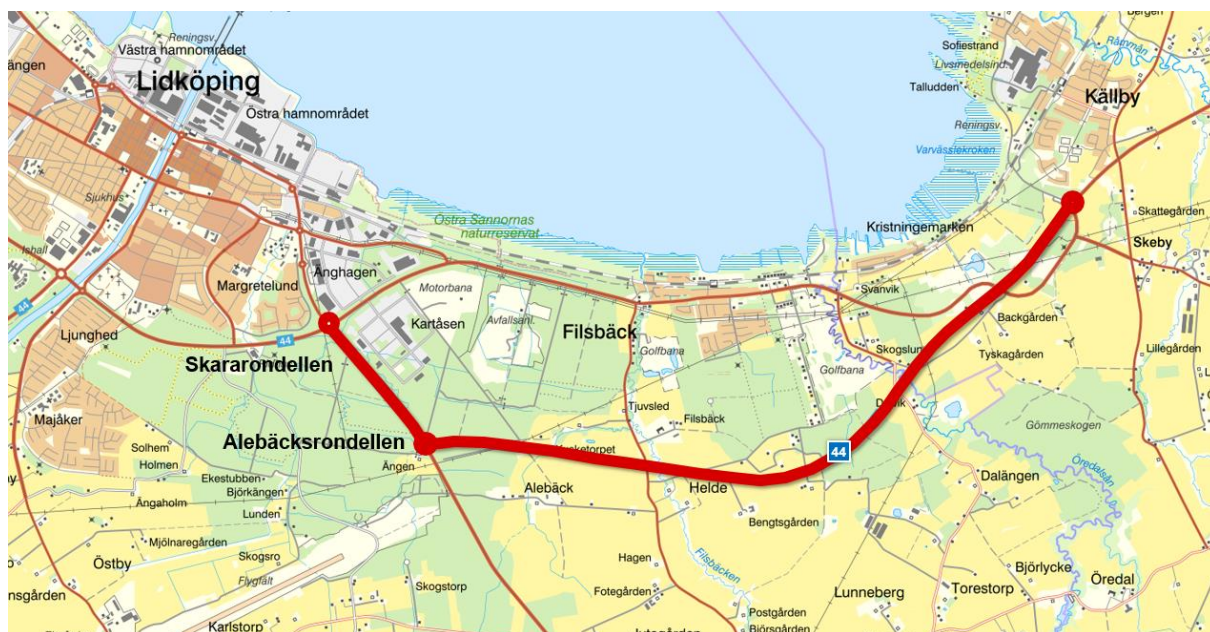 Reningsv.
Västra hamnområdet
Lidköping
Östra hamnområdet
Sjukhus
Ishall
44
Ljunghed
Majåker
Margretelund
Änghagen
44
Skararondellen
Kartåsen
Motorbana
Avfallsanl.
Östra Sannornas
naturreservat
Filsbäck
Golfbana
Tjuvsled
Filsbäck
Alebäcksrondellen
Ängen
Alebäck
Helde
Bengtsgården
Solhem
Holmen
Ekestubben
Ängaholm
Björkängen
Lunden
Mjölnaregården
Östby
Skogsro
Flygfält
Karlstorp
Skogstorp
Hagen
Fotegården
Filsbäcken
Postgården
Björsgården
Sofiestrand
Livsmedelsind.
Talludden
Källby
Reningsv.
Varvässlekroken
Kristningemarken
Skattegården
Skeby
Svanvik
Backgården
Tyskagården
Lillegården
Golfbana
44
Gömmeskogen
Öredalsån
Dalängen
Lunneberg
Torestorp
Björlycke
Öredal